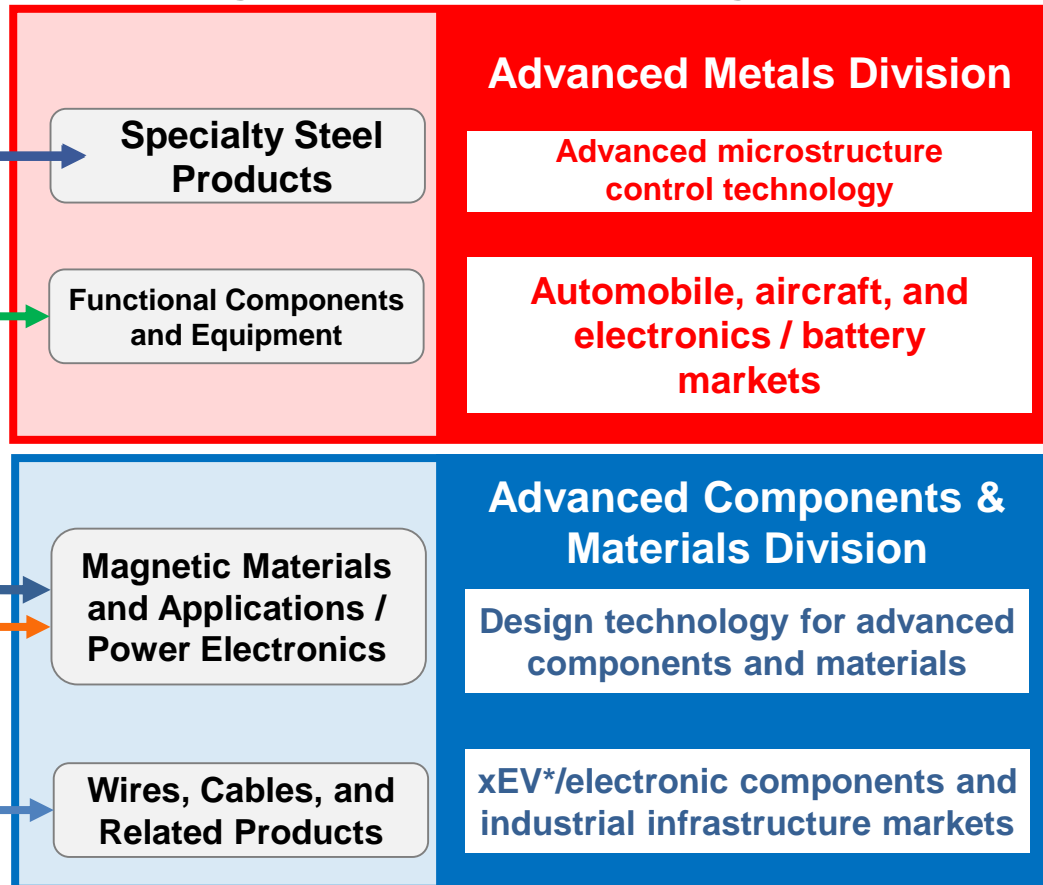 Advanced Metals Division
Specialty Steel
Products
Advanced microstructure
control technology
Functional Components
and Equipment
Automobile, aircraft, and
electronics / battery
markets
Advanced Components &
Materials Division
Magnetic Materials
and Applications /
Power Electronics
Design technology for advanced
components and materials
Wires, Cables, and
Related Products
xEV*/electronic components and
industrial infrastructure markets